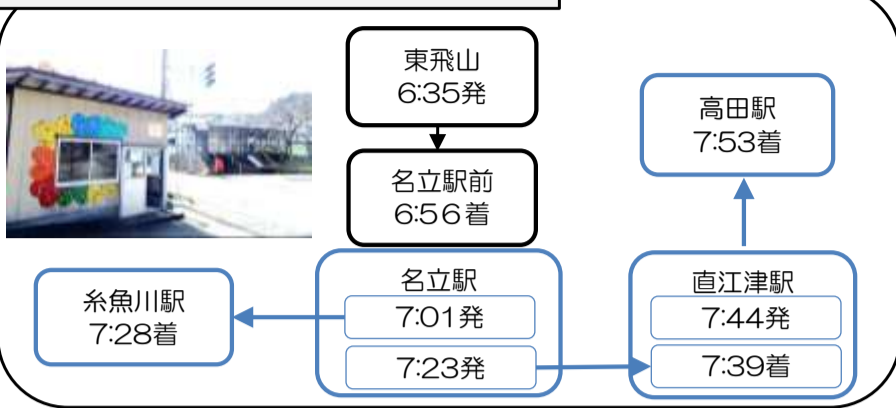 東飛山
6:35発
名立駅前
6:56着
名立駅
7:01発
7:23発
糸魚川駅
7:28着
直江津駅
7:44発
7:39着
高田駅
7:53着